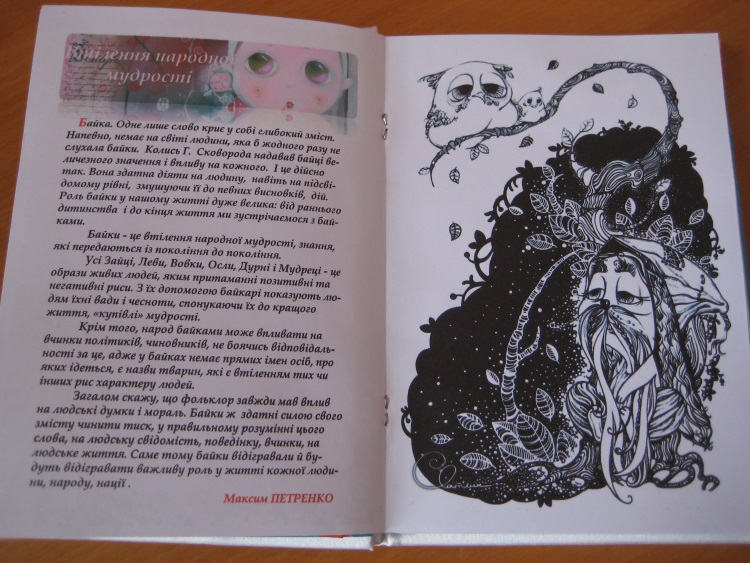 Втілення народної
мудрості
Байка. Одне лише слово криє у собі глибокий зміст.
Напевно, немає на світі людини, яка б жодного разу не
слухала байки. Колись Г. Сковорода надавав байці ве-
личезного значення і впливу на кожного. І це дійсно
так. Вона здатна діяти на людину, навіть на підсві-
домому рівні, змушуючи її до певних висновків, дій.
Роль байки у нашому житті дуже велика: від раннього
дитинства і до кінця життя ми зустрічаємося з бай-
ками.
Байки - це втілення народної мудрості, знання,
які передаються із покоління до покоління.
Усі Зайці, Леви, Вовки, Осли, Дурні і Мудреці - це
образи живих людей, яким притаманні позитивні та
негативні риси. З їх допомогою байкарі показують лю-
дям їхні вади і чесноти, спонукаючи їх до кращого
життя, «купівлі» мудрості.
Крім того, народ байками може впливати на
вчинки політиків, чиновників, не боячись відповідаль-
ності за це, адже у байках немає прямих імен осіб, про
яких ідеться, є назви тварин, які є втіленням тих чи
інших рис характеру людей.
Загалом скажу, що фольклор завжди мав вплив
на людські думки і мораль. Байки ж здатні силою свого
змісту чинити тиск, у правильному розумінні цього
слова, на людську свідомість, поведінку, вчинки, на
людське життя. Саме тому байки відігравали й бу-
дуть відігравати важливу роль у житті кожної люди-
ни, народу, нації .
Максим ПЕТРЕНКО